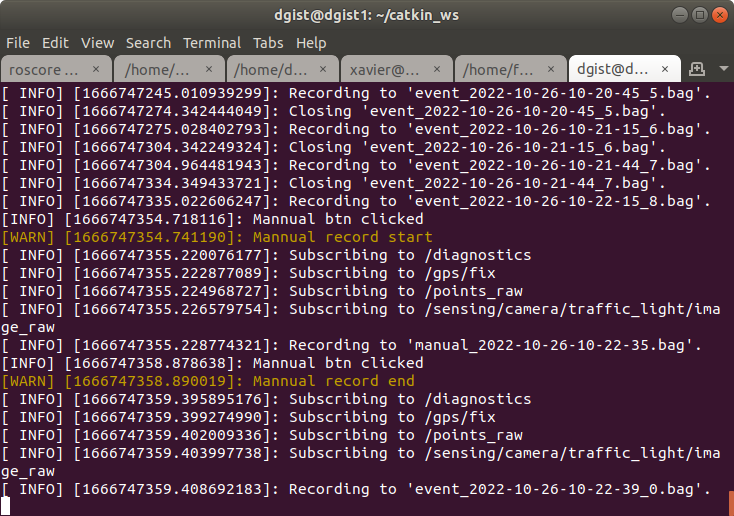 dgist@dgist1: ~/catkin_ws
File Edit View Search Terminal Tabs Help
roscore ... × /home/... × /home/d... × xavier@... × /home/f... × dgist@d... ×
[ INFO] [1666747245.010939299]: Recording to 'event_2022-10-26-10-20-45_5.bag'.
[ INFO] [1666747274.342444049]: Closing 'event_2022-10-26-10-20-45_5.bag'.
[ INFO] [1666747275.028402793]: Recording to 'event_2022-10-26-10-21-15_6.bag'.
[ INFO] [1666747304.342249324]: Closing 'event_2022-10-26-10-21-15_6.bag'.
[ INFO] [1666747304.964481943]: Recording to 'event_2022-10-26-10-21-44_7.bag'.
[ INFO] [1666747334.349433721]: Closing 'event_2022-10-26-10-21-44_7.bag'.
[ INFO] [1666747335.022606247]: Recording to 'event_2022-10-26-10-22-15_8.bag'.
[INFO] [1666747354.718116]: Mannual btn clicked
[WARN] [1666747354.741190]: Mannual record start
[ INFO] [1666747355.220076177]: Subscribing to /diagnostics
[ INFO] [1666747355.222877089]: Subscribing to /gps/fix
[ INFO] [1666747355.224968727]: Subscribing to /points_raw
[ INFO] [1666747355.226579754]: Subscribing to /sensing/camera/traffic_light/ima
ge_raw
[ INFO] [1666747355.228774321]: Recording to 'manual_2022-10-26-10-22-35.bag'.
[INFO] [1666747358.878638]: Mannual btn clicked
[WARN] [1666747358.890019]: Mannual record end
[ INFO] [1666747359.395895176]: Subscribing to /diagnostics
[ INFO] [1666747359.399274990]: Subscribing to /gps/fix
[ INFO] [1666747359.402009336]: Subscribing to /points_raw
[ INFO] [1666747359.403997738]: Subscribing to /sensing/camera/traffic_light/ima
ge_raw
[ INFO] [1666747359.408692183]: Recording to 'event_2022-10-26-10-22-39_0.bag'.